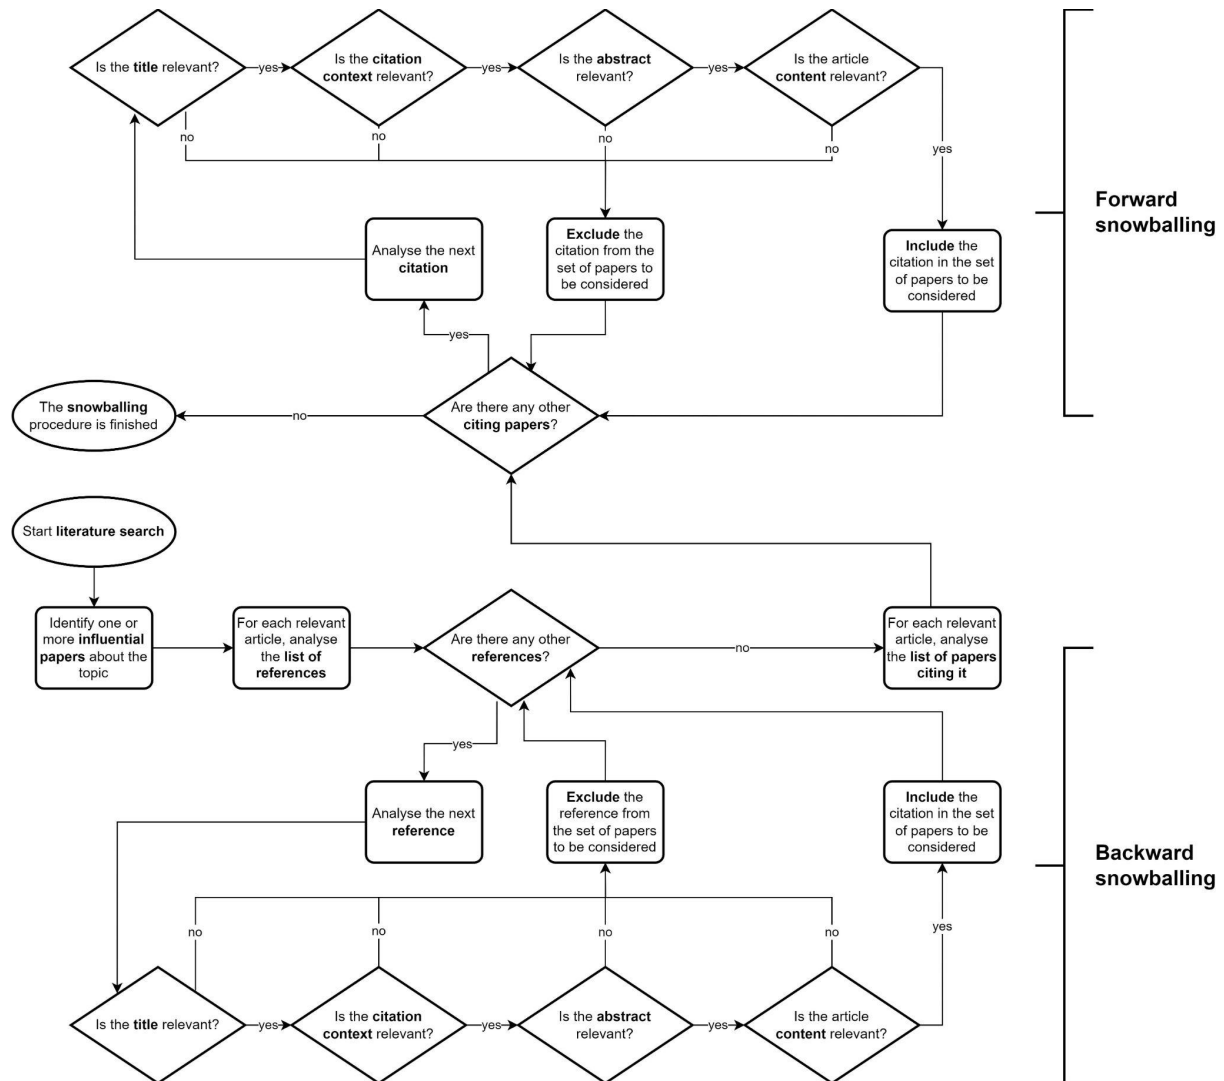 Is the title relevant?
yes
Is the citation
context relevant?
yes
Is the abstract
relevant?
yes
Is the article
content relevant?
no
no
no
no
yes
Forward
snowballing
Analyse the next
citation
Exclude the
citation from the
set of papers to
be considered
Include the
citation in the set
of papers to be
considered
yes
The snowballing
procedure is finished
no
Are there any other
citing papers?
Start literature search
Identify one or
more influential
papers about the
topic
For each relevant
article, analyse
the list of
references
Are there any other
references?
no
For each relevant
article, analyse
the list of papers
citing it
yes
Analyse the next
reference
Exclude the
reference from
the set of papers
to be considered
Include the
citation in the set
of papers to be
considered
Backward
snowballing
no
no
no
no
yes
Is the title relevant?
yes
Is the citation
context relevant?
yes
Is the abstract
relevant?
yes
Is the article
content relevant?